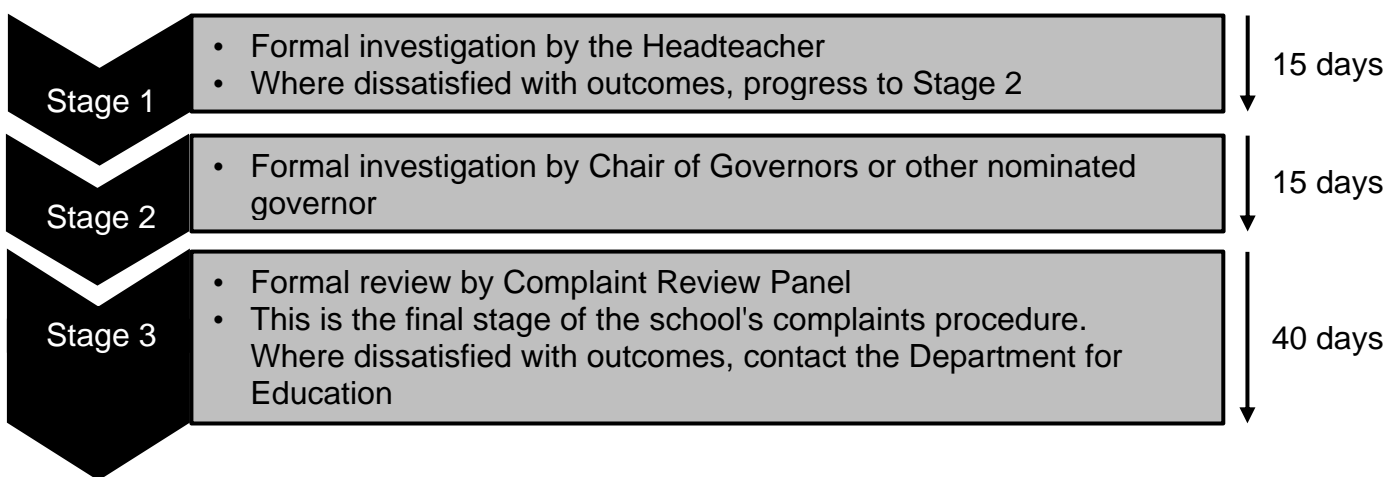 Stage 1
• Formal investigation by the Headteacher
• Where dissatisfied with outcomes, progress to Stage 2
15 days
Stage 2
• Formal investigation by Chair of Governors or other nominated
governor
15 days
Stage 3
• Formal review by Complaint Review Panel
• This is the final stage of the school's complaints procedure.
Where dissatisfied with outcomes, contact the Department for
Education
40 days